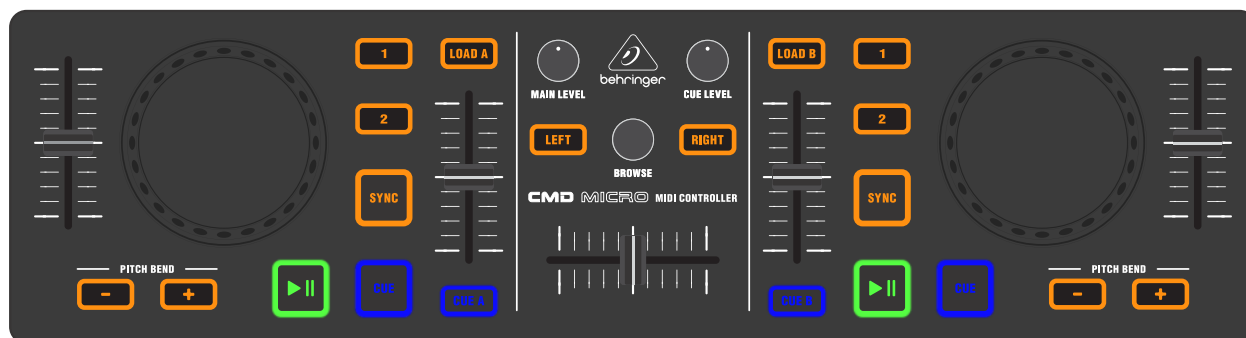 1
LOAD A
2
SYNC
PITCH BEND
-
+
CUE
CUE A
behringer
MAIN LEVEL
CUE LEVEL
LEFT
RIGHT
BROWSE
CMD MICRO MIDI CONTROLLER
LOAD B
1
2
SYNC
CUE B
CUE
PITCH BEND
-
+